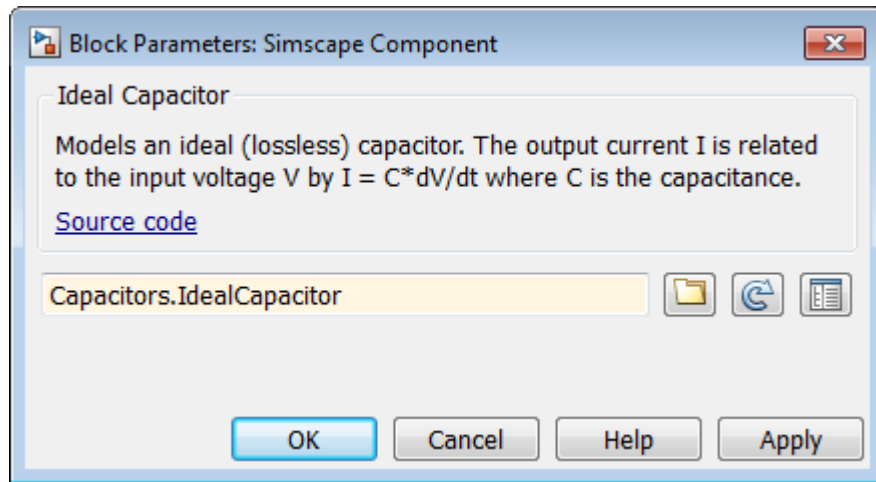 Block Parameters: Simscape Component
Ideal Capacitor
Models an ideal (lossless) capacitor. The output current I is related
to the input voltage V by I = C*dV/dt where C is the capacitance.
Source code
Capacitors.IdealCapacitor
OK Cancel Help Apply